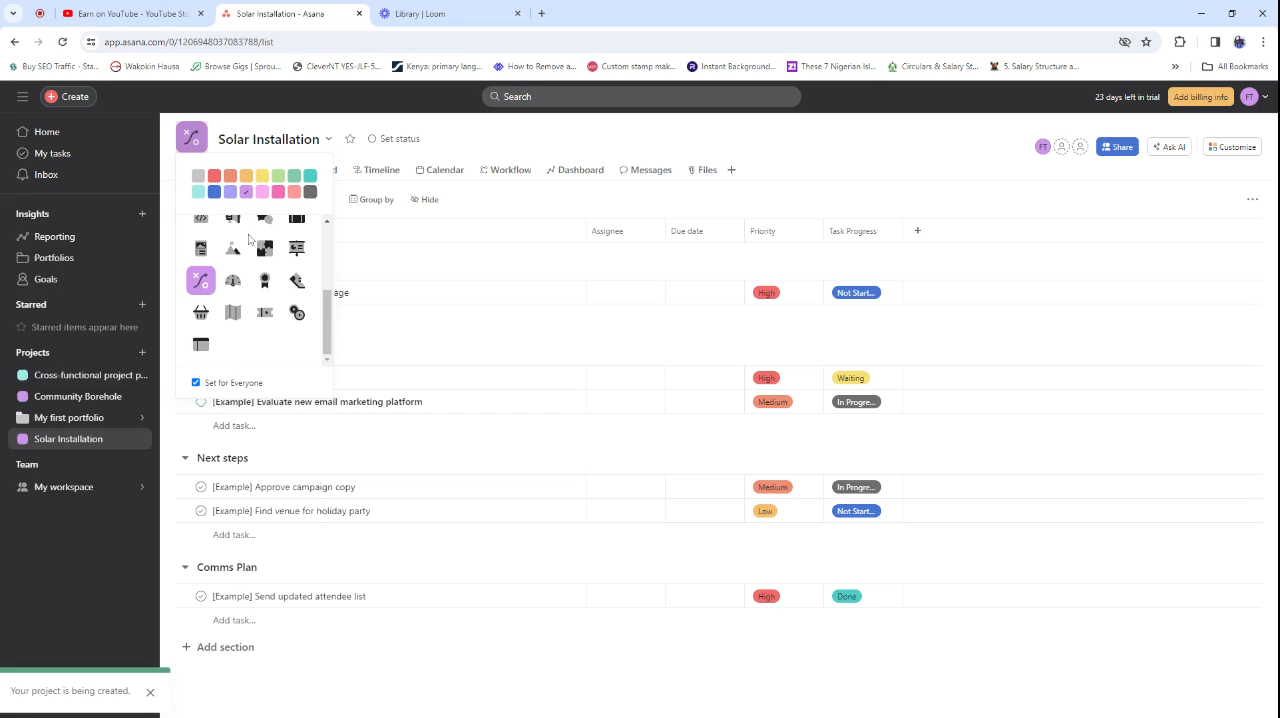 Earn on YouTube - YouTube St...
Solar Installation - Asana
Library | Loom
app.asana.com/0/1206948037083788/list
Buy SEO Traffic - Sta...
Wakokin Hausa
Browse Gigs | Sprou...
CleverNT YES-JLF-5...
Kenya: primary lang...
How to Remove a...
Custom stamp mak...
Instant Background...
These 7 Nigerian Isl...
Circulars & Salary St...
5. Salary Structure a...
»
All Bookmarks
Create
Search
23 days left in trial
Add billing info
FT
Home
My tasks
Inbox
Insights
Reporting
Portfolios
Goals
Starred
Starred items appear here
Projects
Cross-functional project p...
Community Borehole
My first portfolio
Solar Installation
Team
My workspace
Your project is being created.
Solar Installation
Set status
FT
Share
Ask AI
Customize
d
Timeline
Calendar
Workflow
Dashboard
Messages
Files
Group by
Hide
Assignee
Due date
Priority
Task Progress
age
High
Not Start...
Set for Everyone
High
Waiting
[Example] Evaluate new email marketing platform
Medium
In Progre...
Add task...
Next steps
[Example] Approve campaign copy
Medium
In Progre...
[Example] Find venue for holiday party
Low
Not Start...
Add task...
Comms Plan
[Example] Send updated attendee list
High
Done
Add task...
Add section